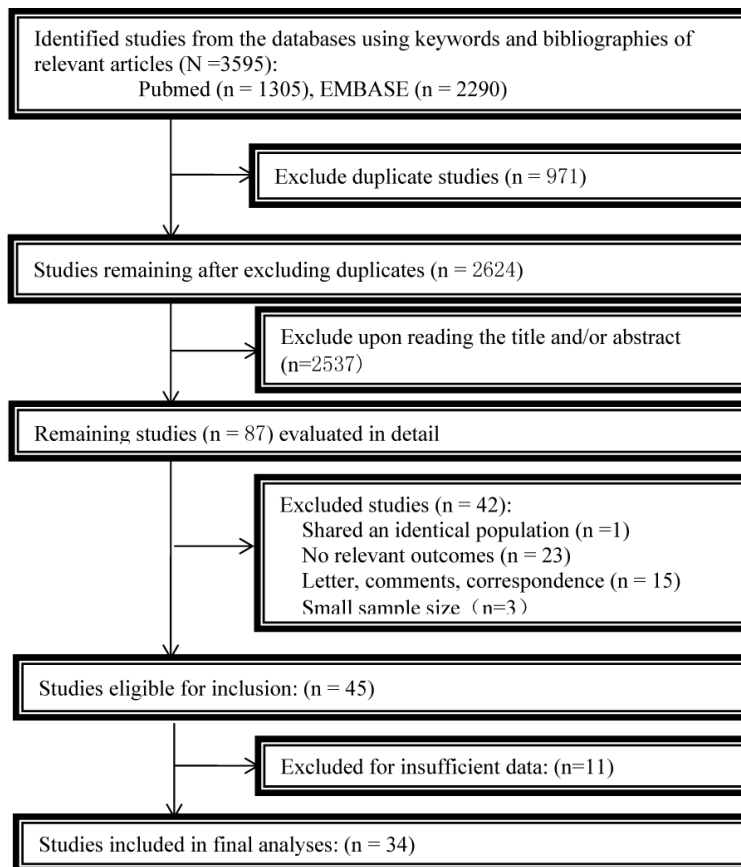 Identified studies from the databases using keywords and bibliographies of
relevant articles (N =3595):
Pubmed (n = 1305), EMBASE (n = 2290)
Exclude duplicate studies (n = 971)
Studies remaining after excluding duplicates (n = 2624)
Exclude upon reading the title and/or abstract
(n=2537）
Remaining studies (n = 87) evaluated in detail
Excluded studies (n = 42):
Shared an identical population (n =1)
No relevant outcomes (n = 23)
Letter, comments, correspondence (n = 15)
Small sample size（n=3）
Studies eligible for inclusion: (n = 45)
Excluded for insufficient data: (n=11)
Studies included in final analyses: (n = 34)